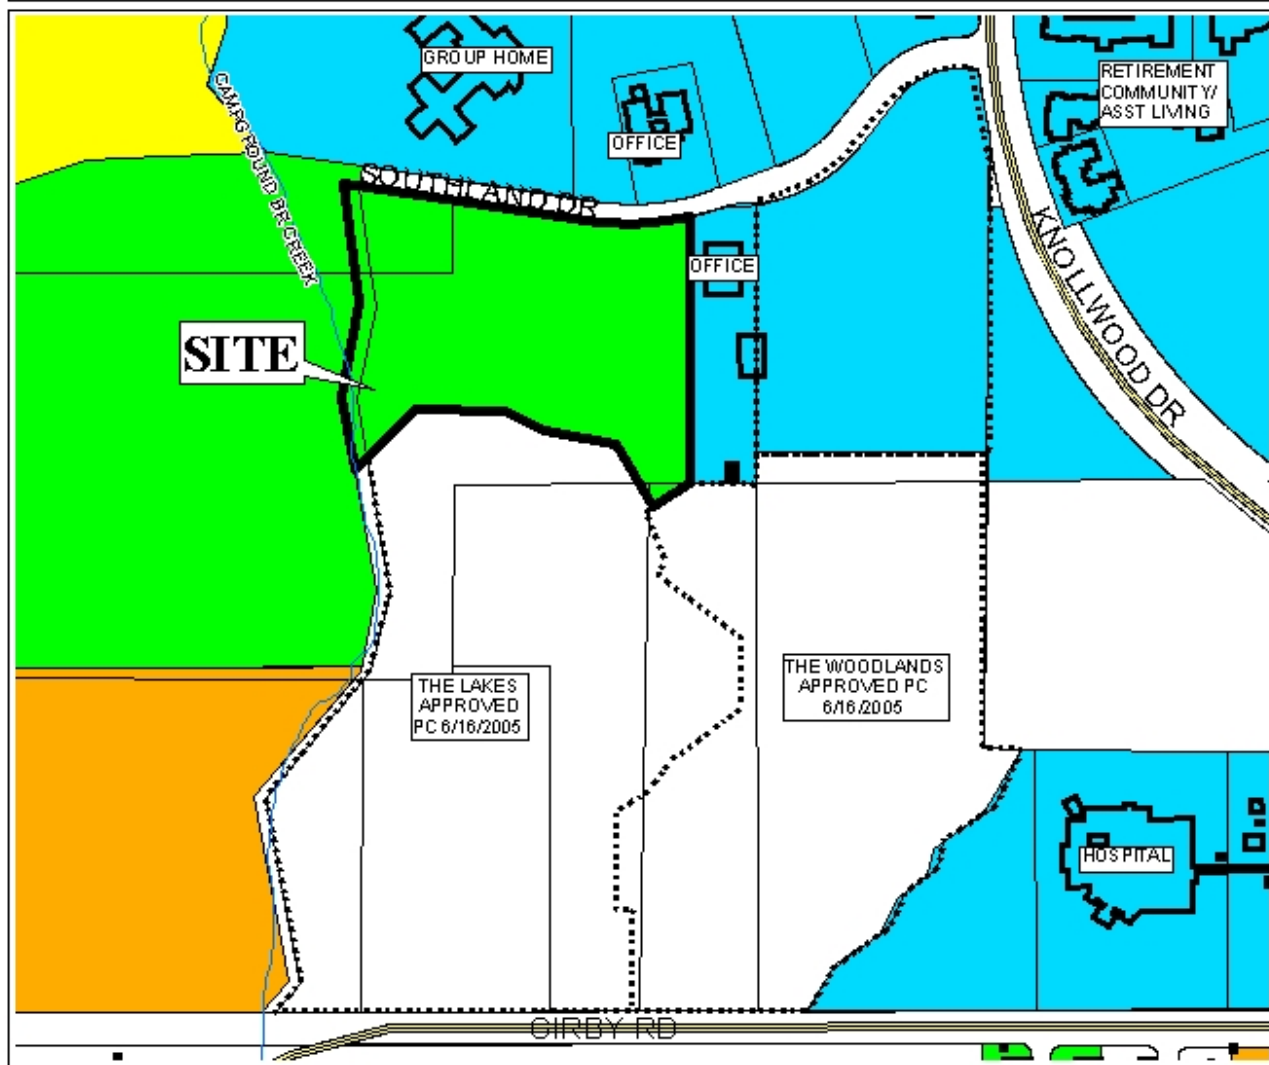 GROUP HOME
RETIREMENT
COMMUNITY/
ASST LIVING
CAMPGROUND BR CREEK
OFFICE
SOUTHLAND DR
KNOLLWOOD DR
OFFICE
SITE
THE LAKES
APPROVED
PC 6/16/2005
THE WOODLANDS
APPROVED PC
6/16/2005
HOSPITAL
CIRBY RD